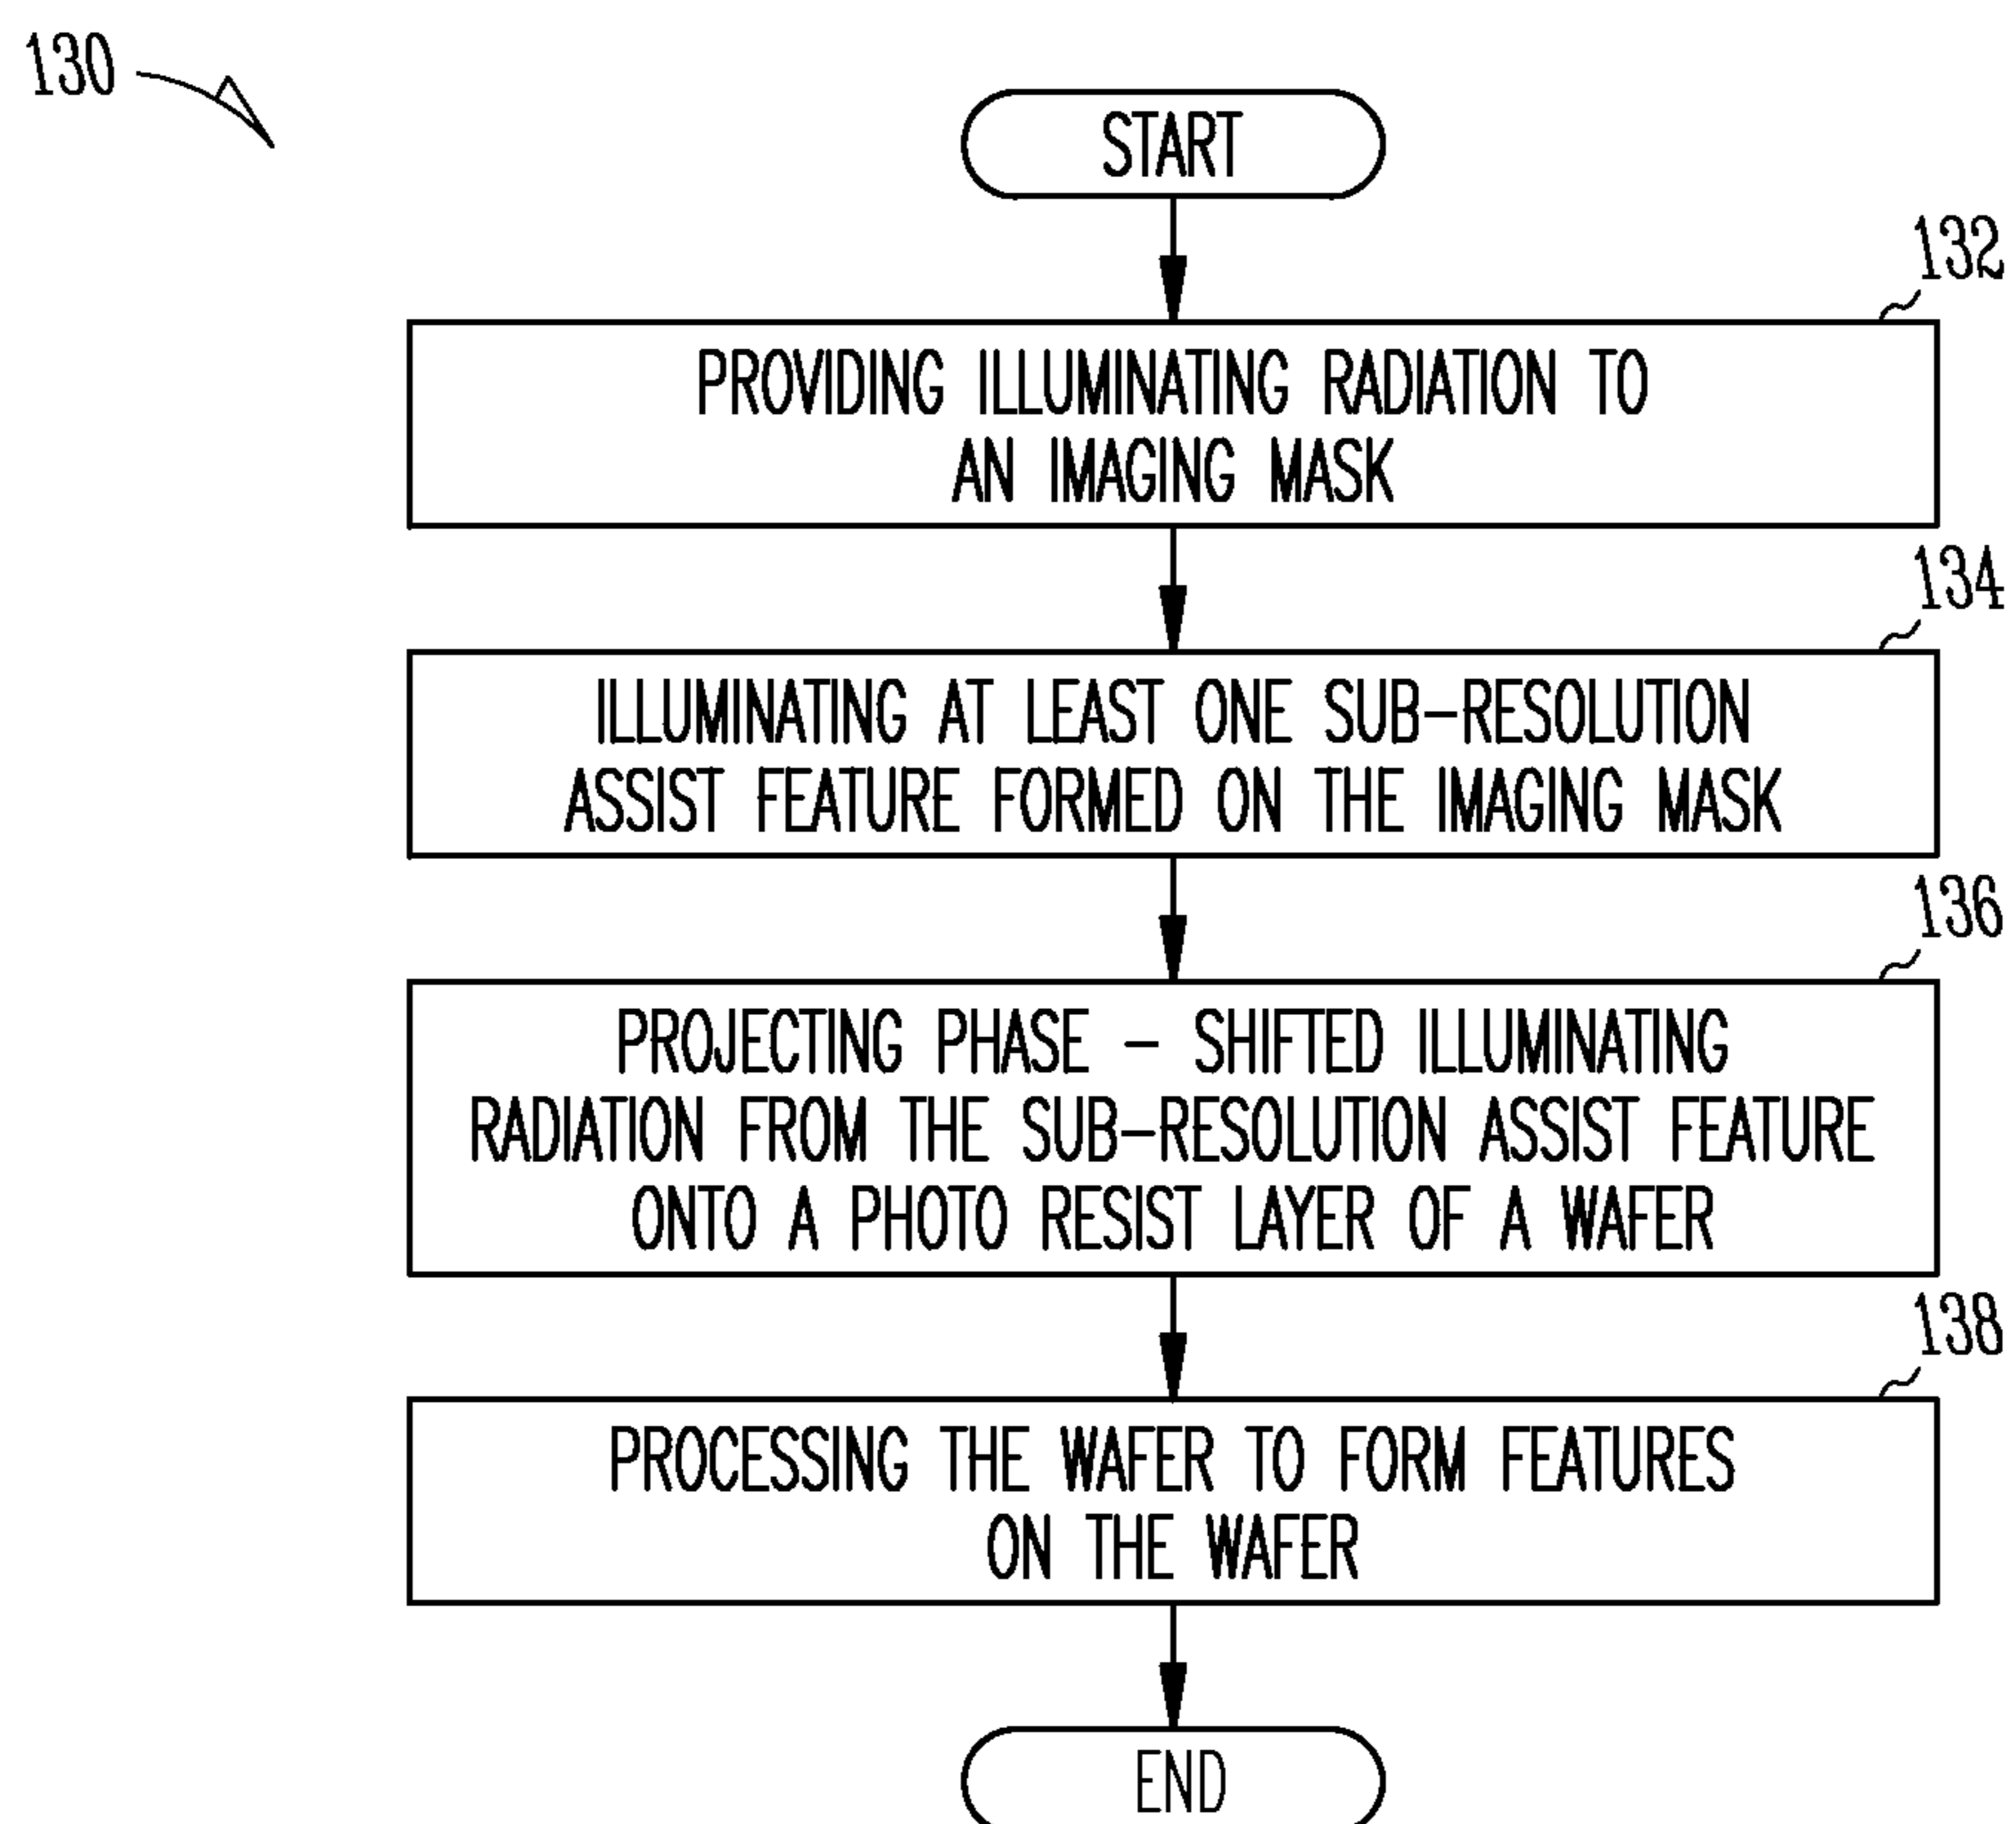 130
START
132
PROVIDING ILLUMINATING RADIATION TO
AN IMAGING MASK
134
ILLUMINATING AT LEAST ONE SUB-RESOLUTION
ASSIST FEATURE FORMED ON THE IMAGING MASK
136
PROJECTING PHASE - SHIFTED ILLUMINATING
RADIATION FROM THE SUB-RESOLUTION ASSIST FEATURE
ONTO A PHOTO RESIST LAYER OF A WAFER
138
PROCESSING THE WAFER TO FORM FEATURES
ON THE WAFER
END